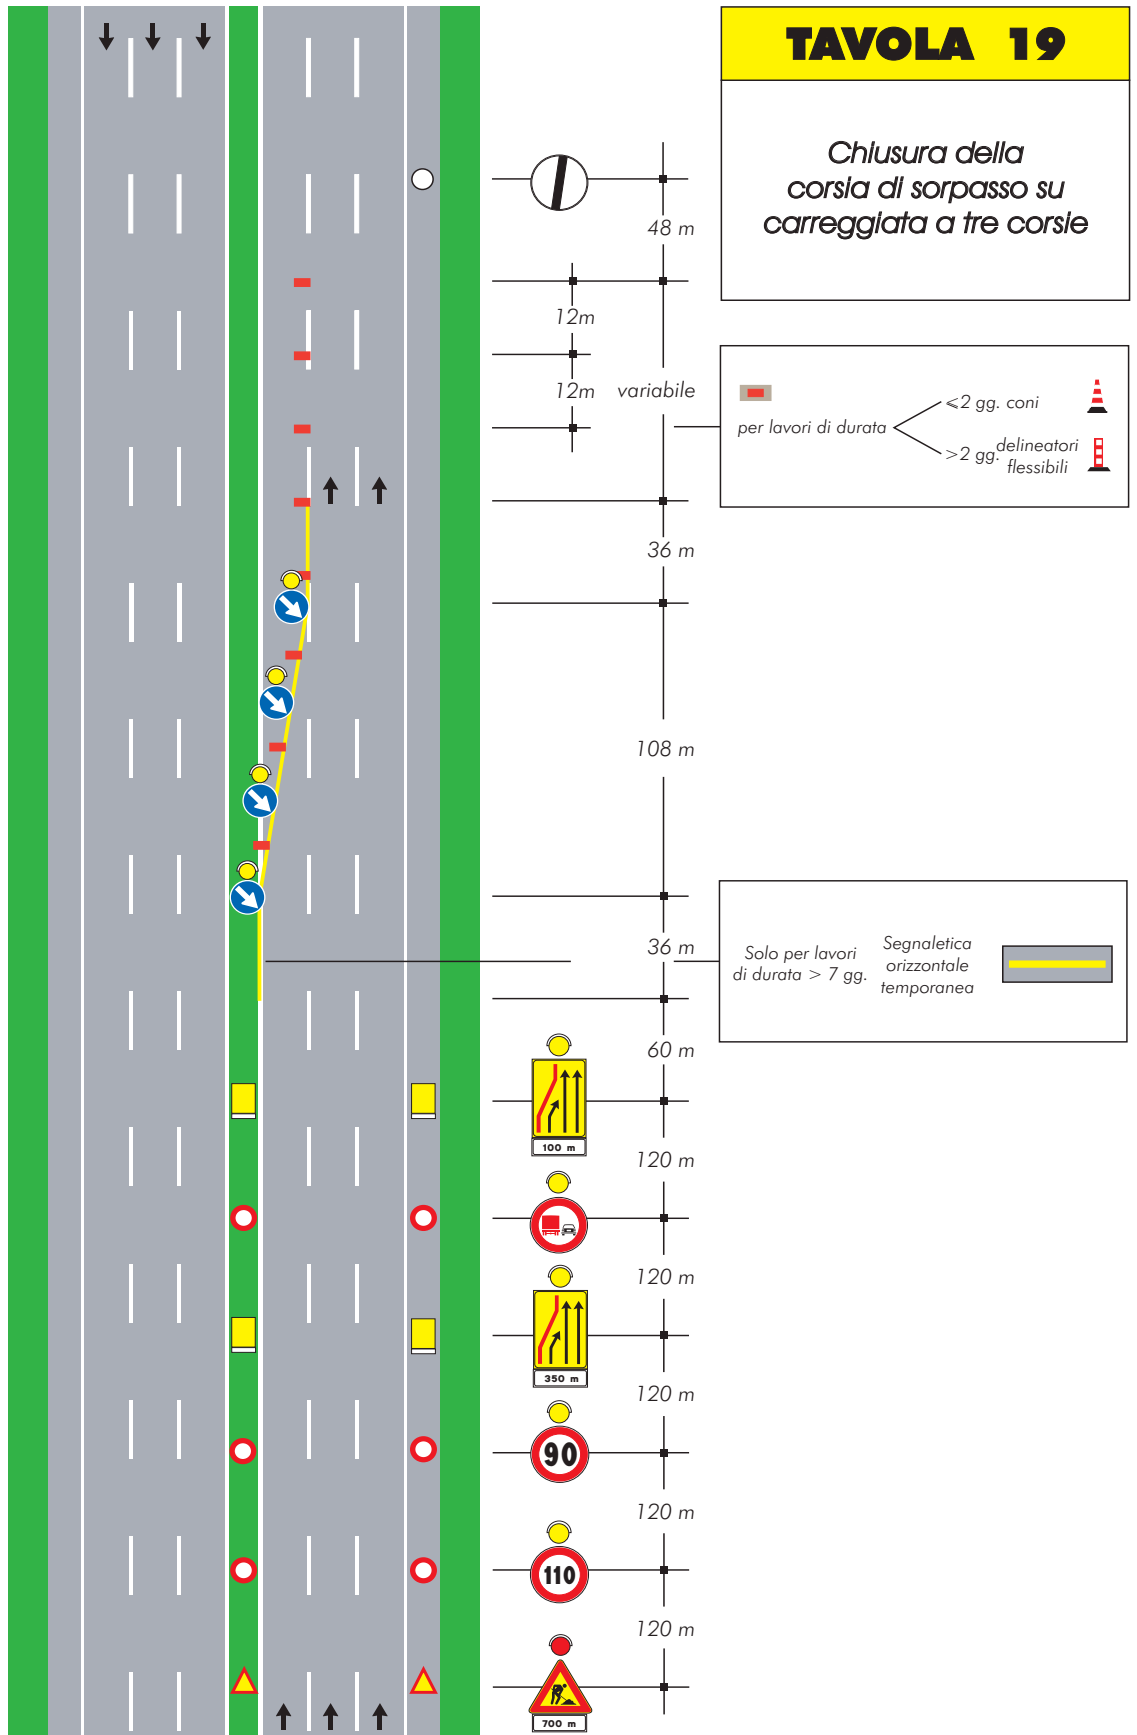 TAVOLA 19
Chiusura della
corsia di sorpasso su
carreggiata a tre corsie
48 m
12m
12m
variabile
per lavori di durata
⩽2 gg. coni
>2 gg. delineatori
flessibili
36 m
108 m
36 m
Solo per lavori
di durata > 7 gg.
Segnaletica
orizzontale
temporanea
60 m
100 m
120 m
120 m
350 m
120 m
90
120 m
110
120 m
700 m